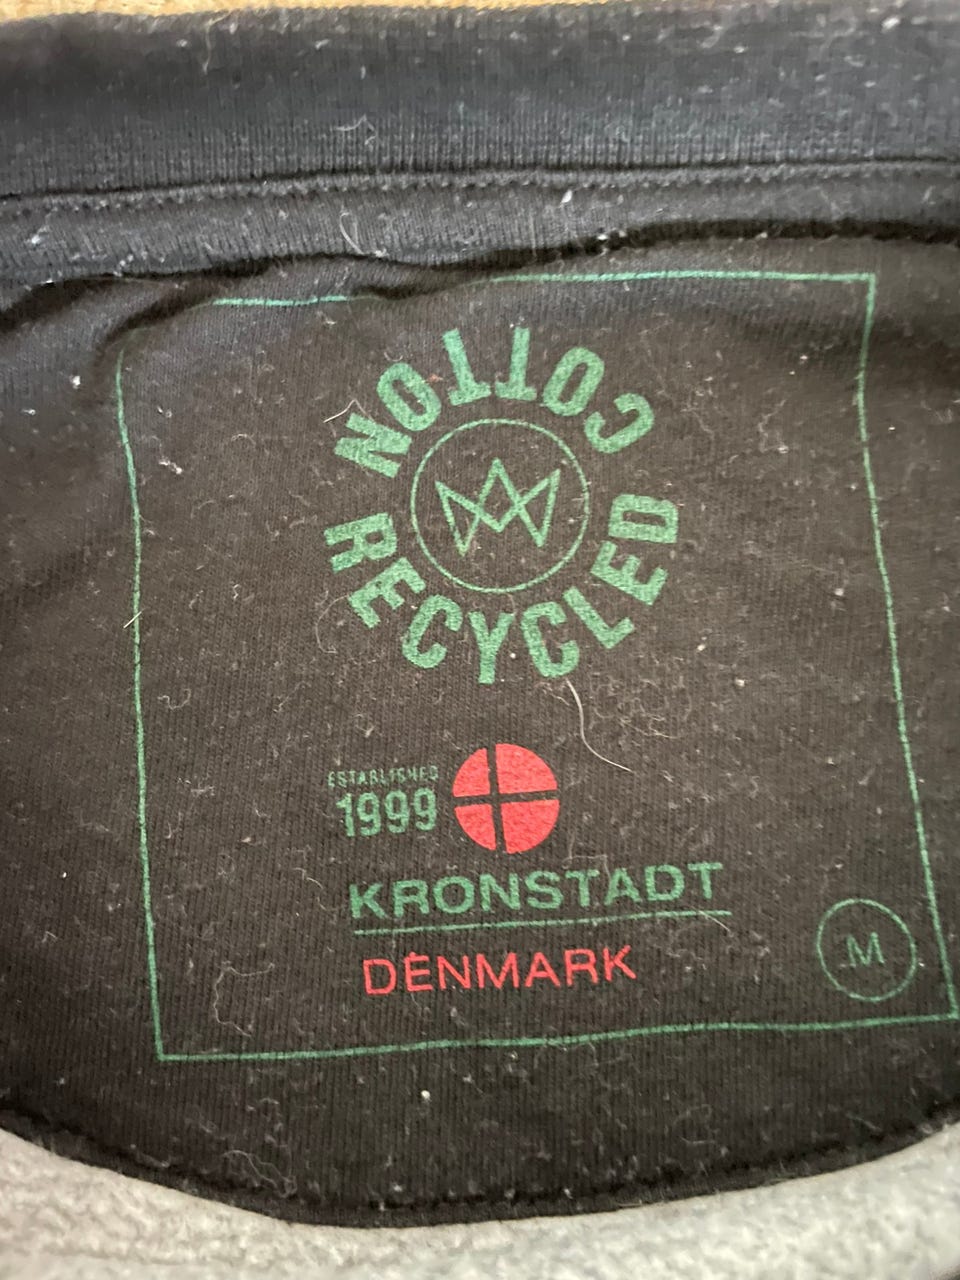 RECYCLED COTTON
ESTABLISHED
1999
KRONSTADT
DENMARK
M